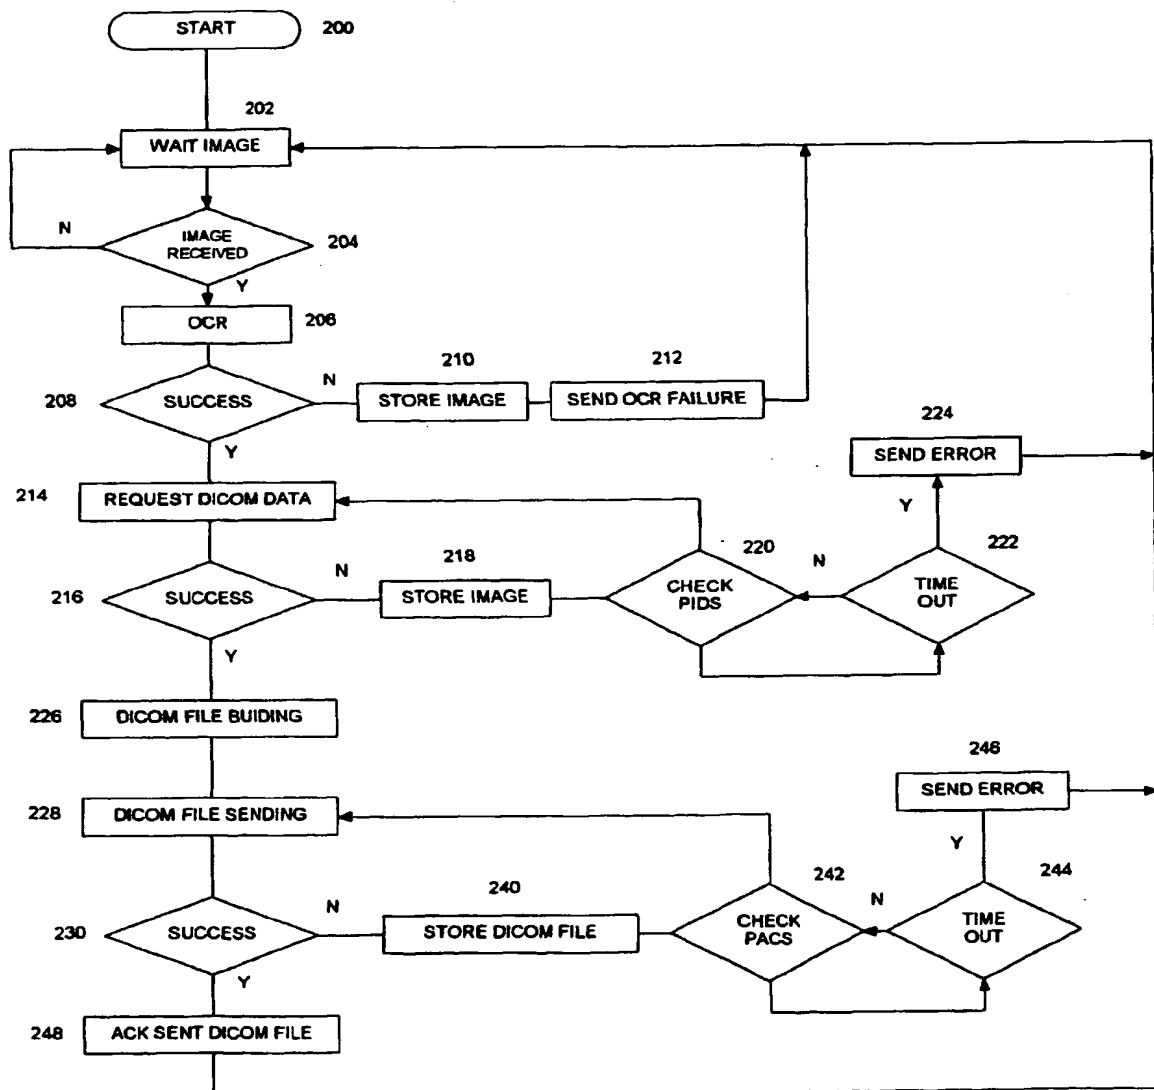 START 200
202
WAIT IMAGE
N
IMAGE
RECEIVED
204
Y
OCR 206
208 SUCCESS N
210
STORE IMAGE
212
SEND OCR FAILURE
Y
224
SEND ERROR
214 REQUEST DICOM DATA
Y
216 SUCCESS N
218
STORE IMAGE
220
CHECK
PIDS
N
222
TIME
OUT
Y
226 DICOM FILE BUIDING
246
SEND ERROR
228 DICOM FILE SENDING
Y
230 SUCCESS N
240
STORE DICOM FILE
242
CHECK
PACS
N
244
TIME
OUT
Y
248 ACK SENT DICOM FILE